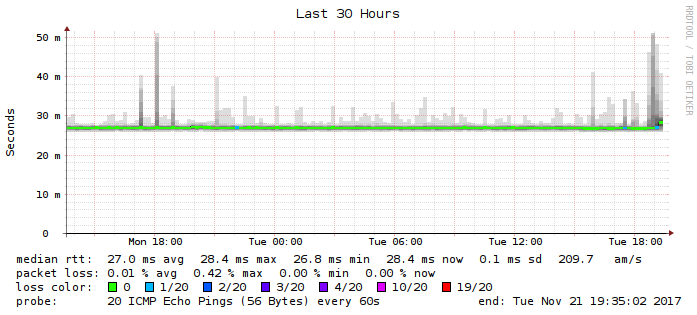 Last 30 Hours
RRDTOOL / TOBI OETIKER
Seconds
50 m
40 m
30 m
20 m
10 m
0
Mon 18:00 Tue 00:00 Tue 06:00 Tue 12:00 Tue 18:00
median rtt: 27.0 ms avg 28.4 ms max 26.8 ms min 28.4 ms now 0.1 ms sd 209.7 am/s
packet loss: 0.01 % avg 0.42 % max 0.00 % min 0.00 % now
loss color: 0 1/20 2/20 3/20 4/20 10/20 19/20
probe: 20 ICMP Echo Pings (56 Bytes) every 60s end: Tue Nov 21 19:35:02 2017